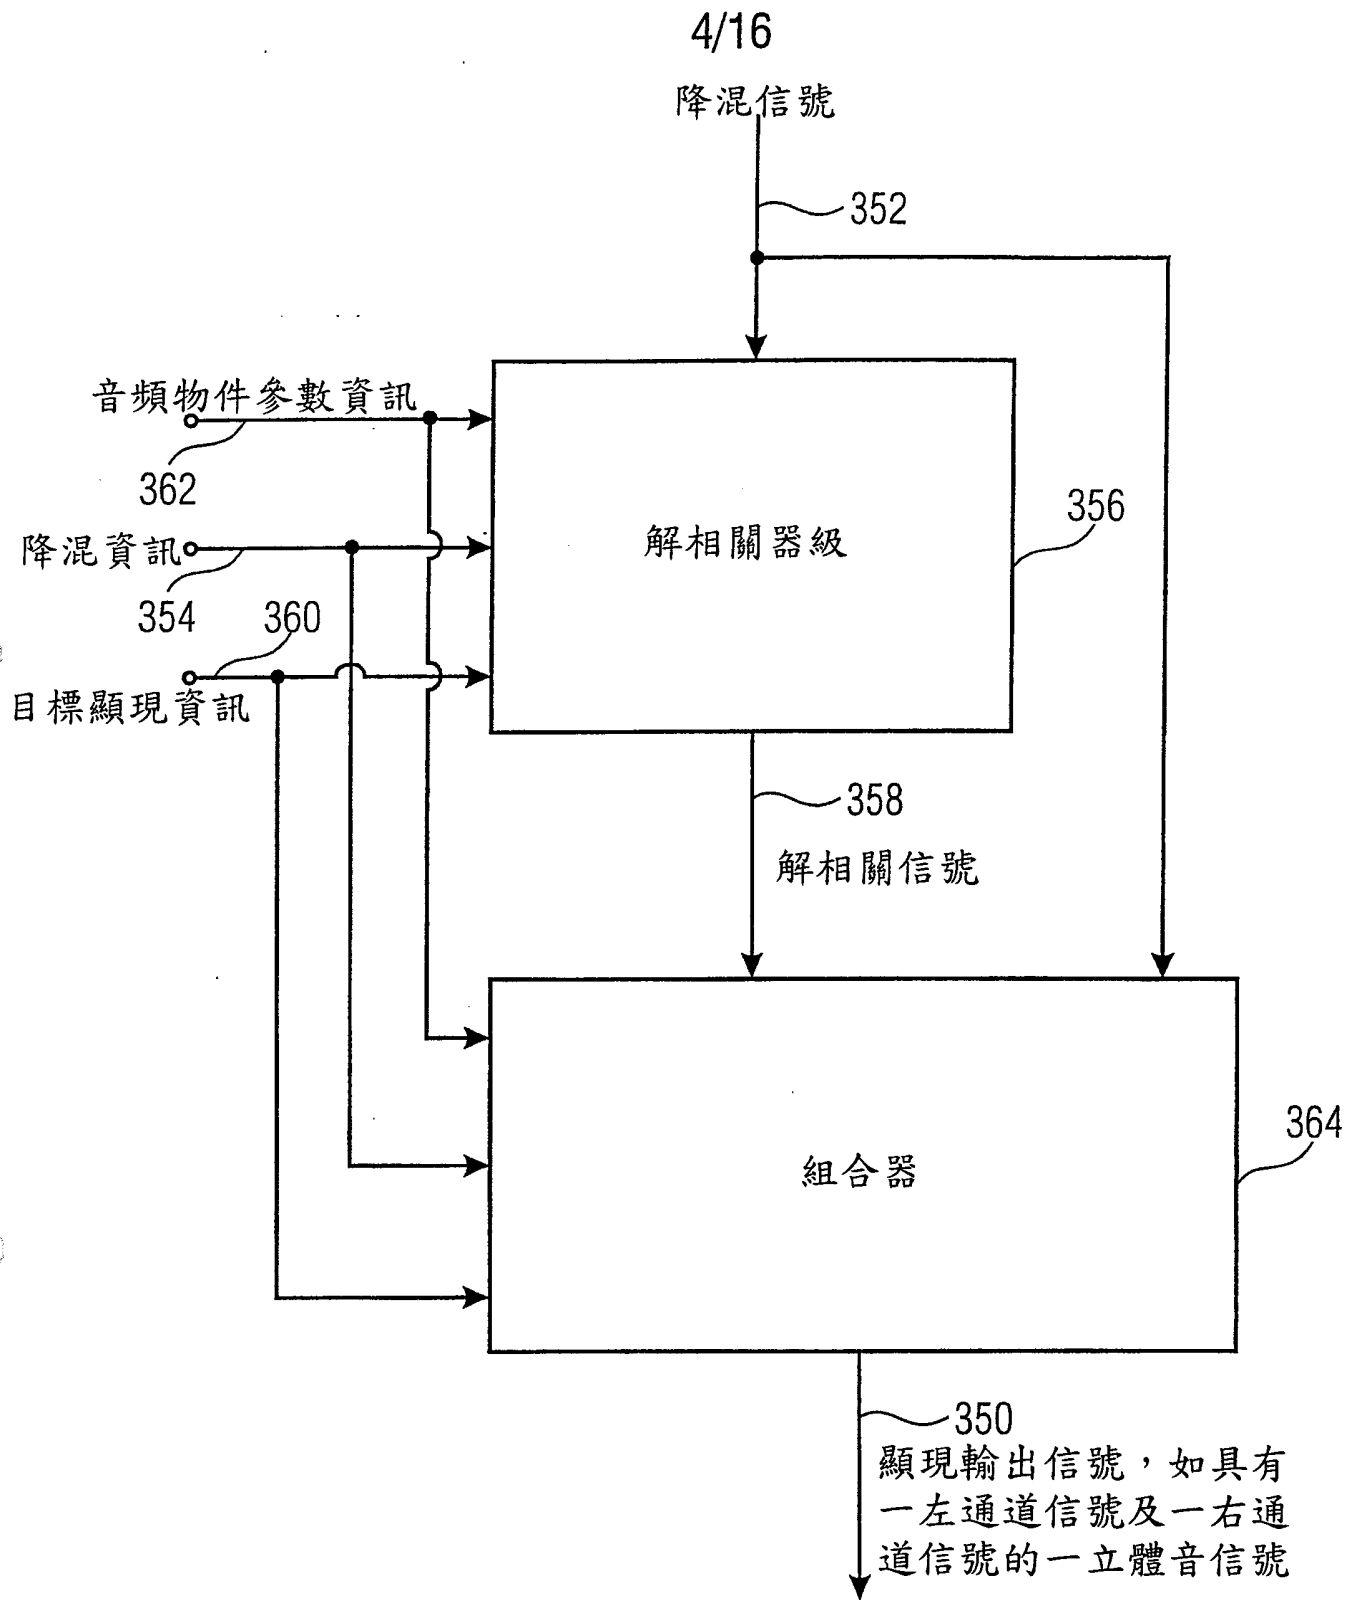 4/16
降混信號
352
音頻物件參數資訊
362
356
降混資訊
解相關器級
354
360
目標顯現資訊
358
解相關信號
364
組合器
350
顯現輸出信號，如具有
一左通道信號及一右通
道信號的一立體音信號